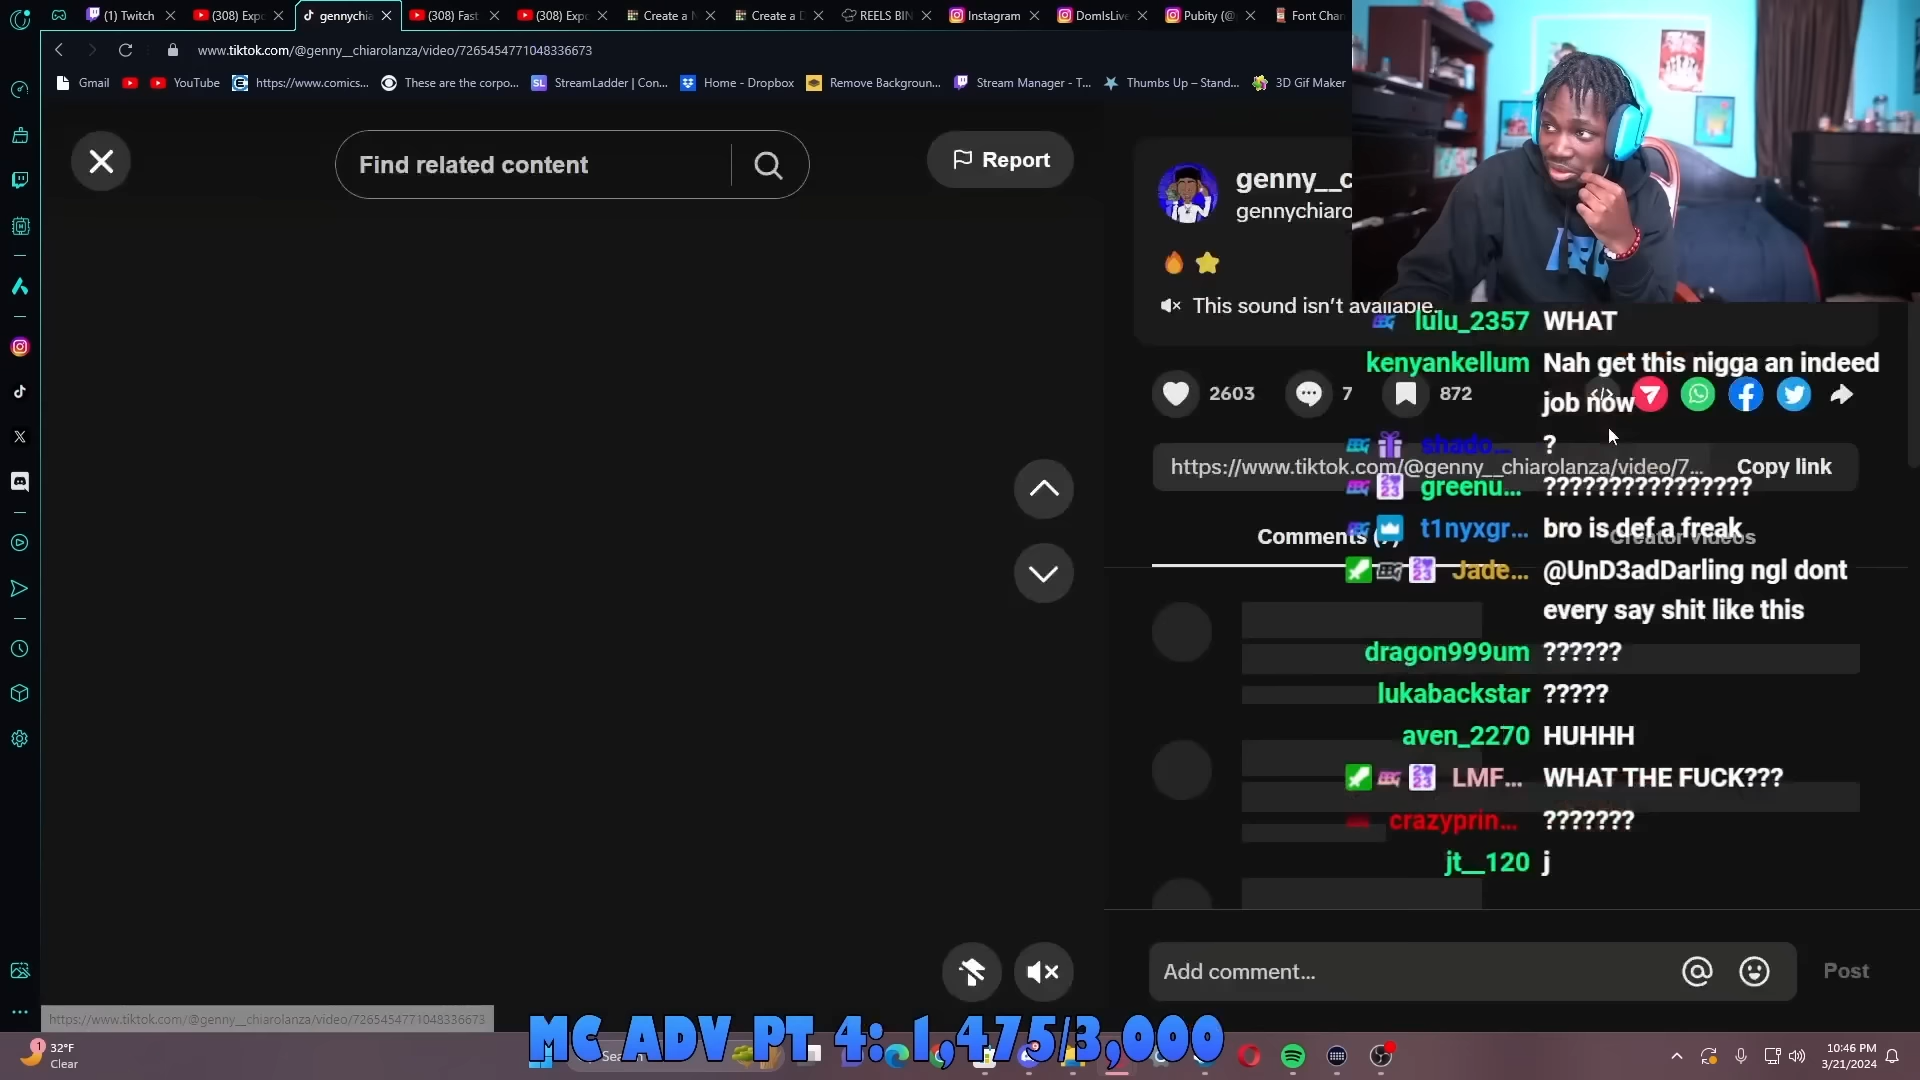 (1) Twitch
(308) Exp
gennychia
(308) Fast
(308) Exp
Create a
Create a
REELS BIN
Instagram
DomIsLive
Pubity (@
Font Chan
www.tiktok.com/@genny__chiarolanza/video/7265454771048336673
Gmail
YouTube
https://www.comics...
These are the corpo...
StreamLadder | Con...
Home - Dropbox
Remove Backgroun...
Stream Manager - T...
Thumbs Up – Stand...
3D Gif Maker
Find related content
Report
genny__c
gennychiaro
This sound isn't available.
lulu_2357 WHAT
kenyankellum Nah get this nigga an indeed
job now
2603
7
872
shado... ?
https://www.tiktok.com/@genny__chiarolanza/video/7...
Copy link
greenu... ????????????????
t1nyxgr... bro is def a freak
Comments
Creator videos
Jade... @UnD3adDarling ngl dont
every say shit like this
dragon999um ??????
lukabackstar ?????
aven_2270 HUHHH
LMF... WHAT THE FUCK???
crazyprin... ???????
jt__120 j
Add comment...
Post
https://www.tiktok.com/@genny__chiarolanza/video/7265454771048336673
MC ADV PT 4: 1,475/3,000
1
32°F
Clear
10:46 PM
3/21/2024